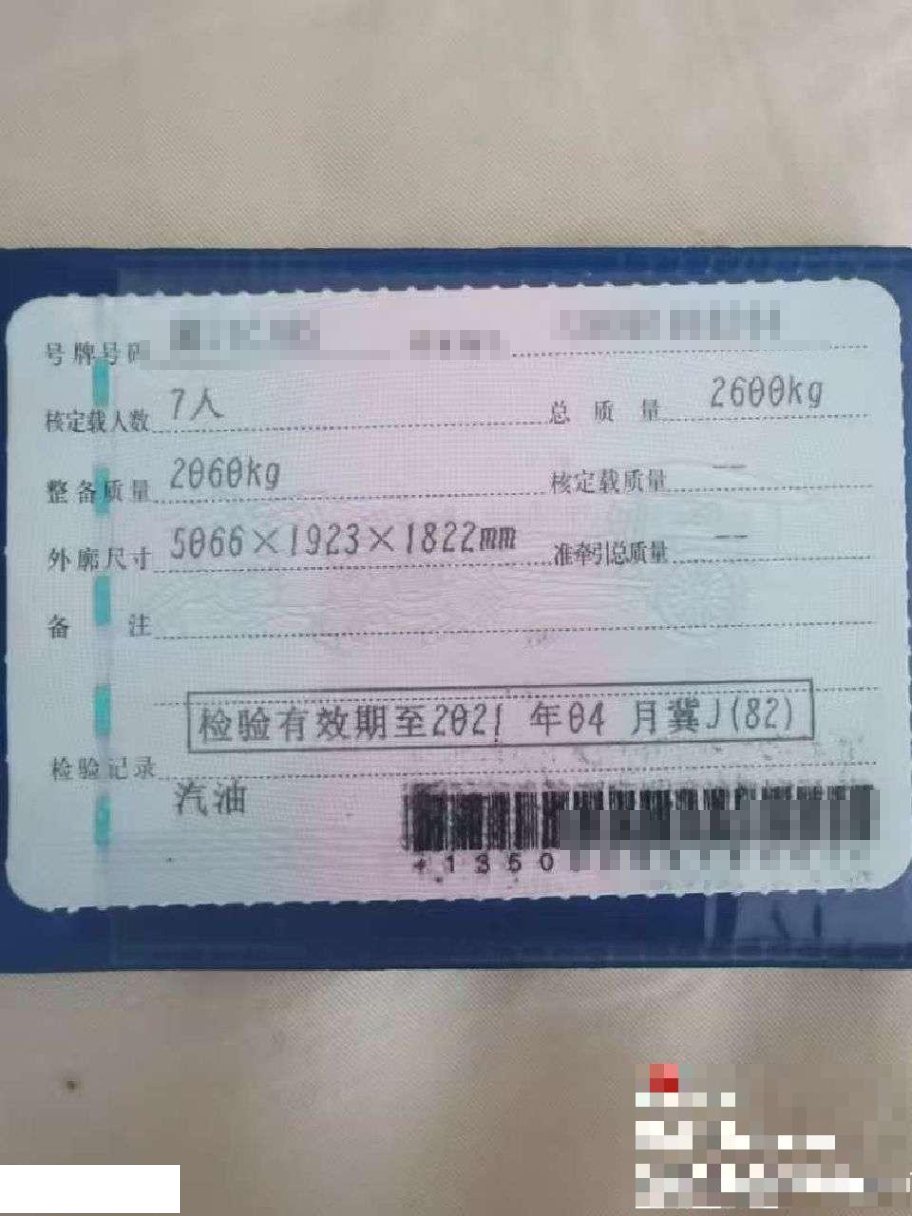 号牌号码
核定载人数 7人 总质量 2600kg
整备质量 2060kg 核定载质量 --
外廓尺寸 5066×1923×1822mm 准牵引总质量 --
备注
检验有效期至2021年04月冀J(82)
检验记录
汽油
*1350